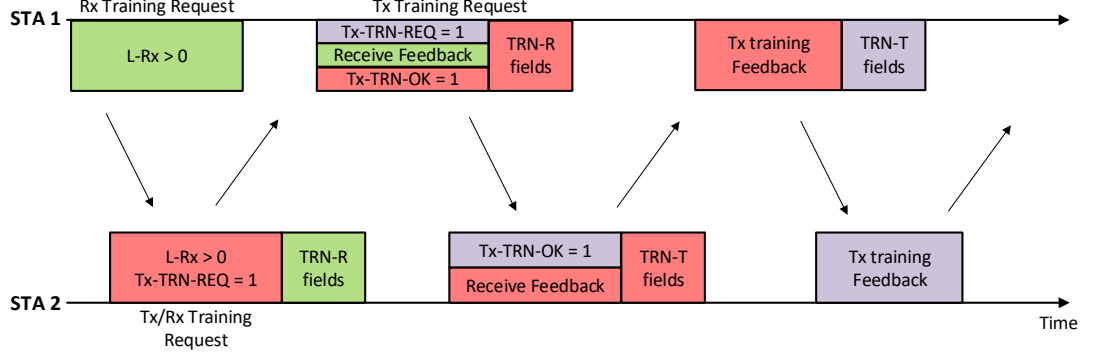 Rx Training Request
Tx Training Request
STA 1
L-Rx > 0
Tx-TRN-REQ = 1
Receive Feedback
Tx-TRN-OK = 1
TRN-R
fields
Tx training
Feedback
TRN-T
fields
L-Rx > 0
Tx-TRN-REQ = 1
TRN-R
fields
Tx-TRN-OK = 1
Receive Feedback
TRN-T
fields
Tx training
Feedback
STA 2
Tx/Rx Training
Request
Time